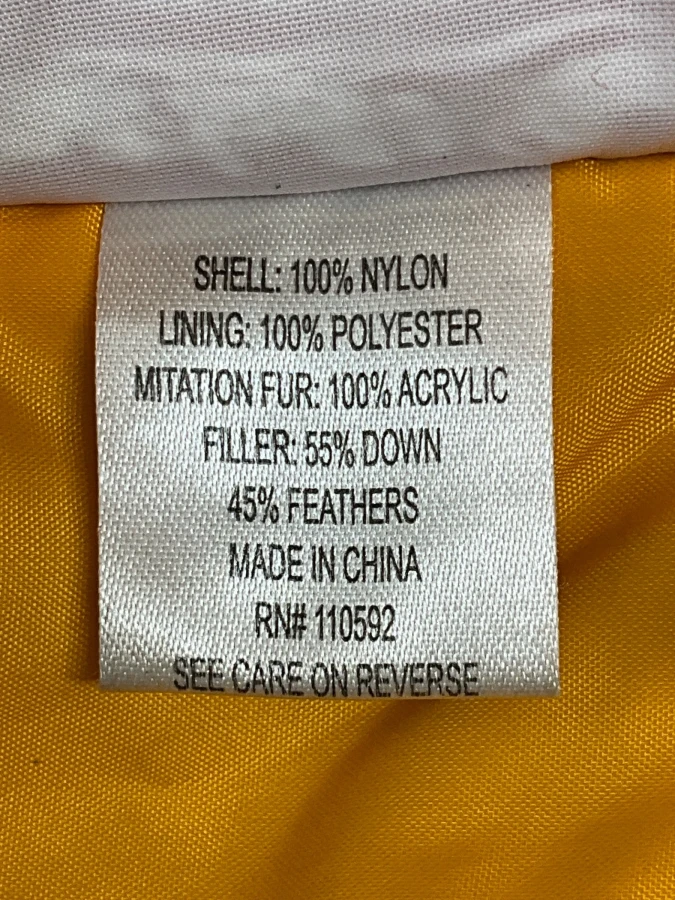 SHELL: 100% NYLON
LINING: 100% POLYESTER
MITATION FUR: 100% ACRYLIC
FILLER: 55% DOWN
45% FEATHERS
MADE IN CHINA
RN# 110592
SEE CARE ON REVERSE